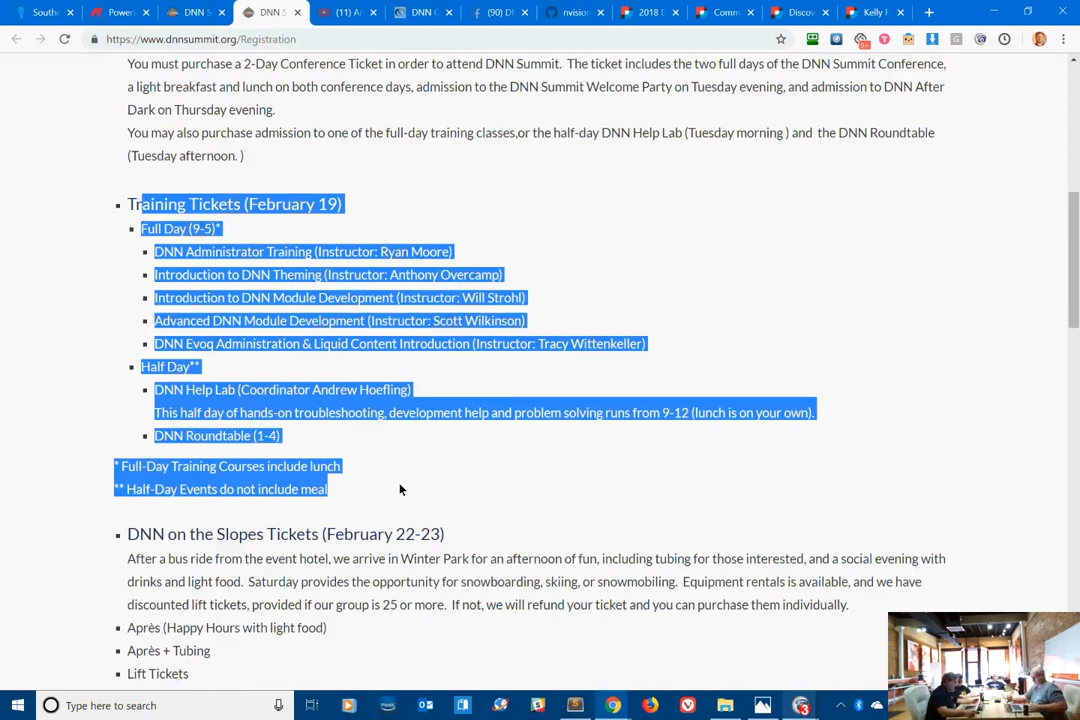 Southe
Poweri
DNN S
DNN S
(11) A
DNN C
(90) D
nvision
2018 D
Comm
Discov
Kelly F
https://www.dnnsummit.org/Registration
9+
You must purchase a 2-Day Conference Ticket in order to attend DNN Summit. The ticket includes the two full days of the DNN Summit Conference,
a light breakfast and lunch on both conference days, admission to the DNN Summit Welcome Party on Tuesday evening, and admission to DNN After
Dark on Thursday evening.
You may also purchase admission to one of the full-day training classes,or the half-day DNN Help Lab (Tuesday morning ) and the DNN Roundtable
(Tuesday afternoon. )
Training Tickets (February 19)
Full Day (9-5)*
DNN Administrator Training (Instructor: Ryan Moore)
Introduction to DNN Theming (Instructor: Anthony Overcamp)
Introduction to DNN Module Development (Instructor: Will Strohl)
Advanced DNN Module Development (Instructor: Scott Wilkinson)
DNN Evoq Administration & Liquid Content Introduction (Instructor: Tracy Wittenkeller)
Half Day**
DNN Help Lab (Coordinator Andrew Hoefling)
This half day of hands-on troubleshooting, development help and problem solving runs from 9-12 (lunch is on your own).
DNN Roundtable (1-4)
* Full-Day Training Courses include lunch
** Half-Day Events do not include meal
DNN on the Slopes Tickets (February 22-23)
After a bus ride from the event hotel, we arrive in Winter Park for an afternoon of fun, including tubing for those interested, and a social evening with
drinks and light food. Saturday provides the opportunity for snowboarding, skiing, or snowmobiling. Equipment rentals is available, and we have
discounted lift tickets, provided if our group is 25 or more. If not, we will refund your ticket and you can purchase them individually.
Après (Happy Hours with light food)
Après + Tubing
Lift Tickets
Type here to search
3